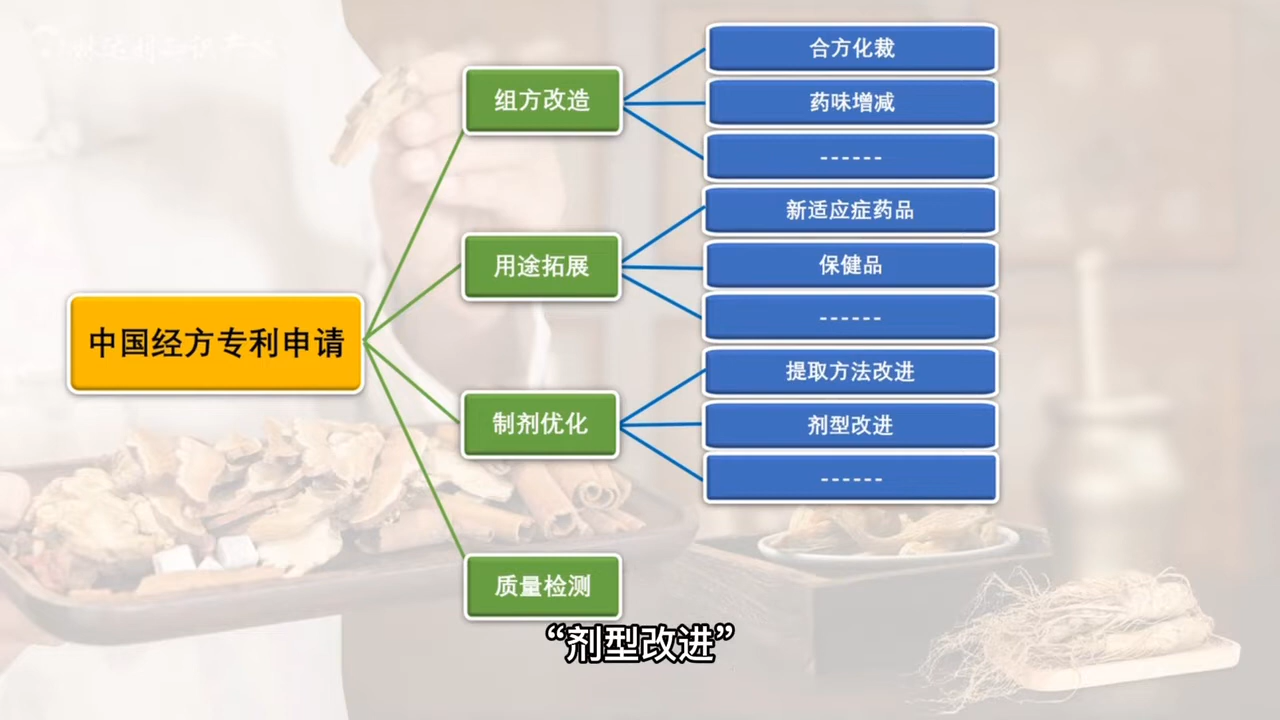 中国经方专利申请
组方改造
合方化裁
药味增减
------
用途拓展
新适应症药品
保健品
------
制剂优化
提取方法改进
剂型改进
------
质量检测
“剂型改进”